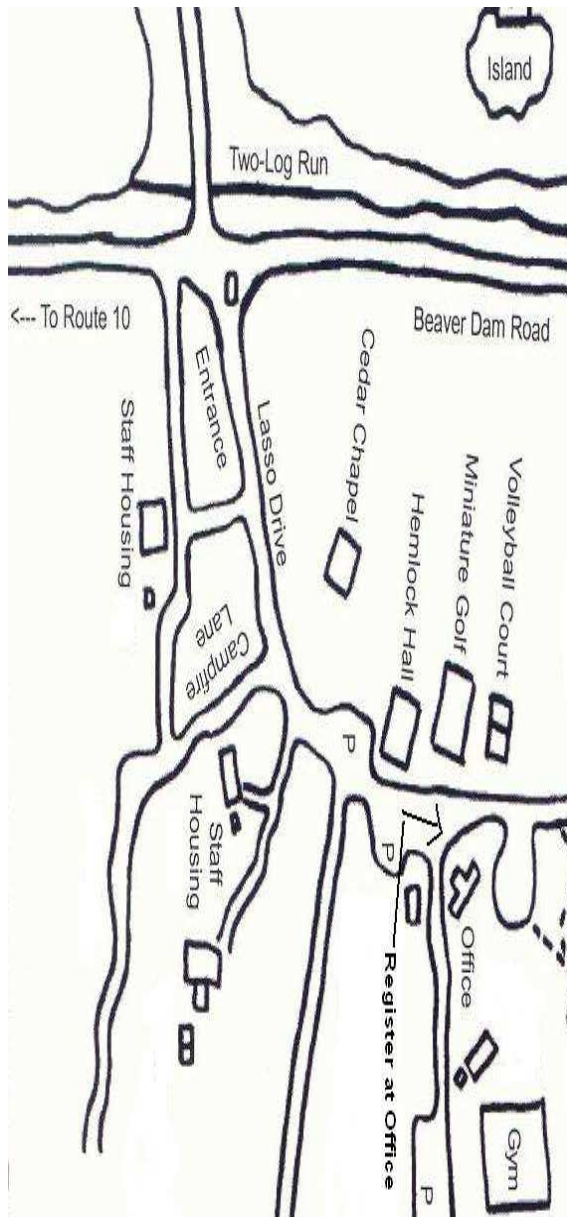 Island
Two-Log Run
<--- To Route 10
Beaver Dam Road
Entrance
Lasso Drive
Cedar Chapel
Staff Housing
Hemlock Hall
Miniature Golf
Volleyball Court
Campfire
Lane
P
Staff
Housing
P
Office
Register at Office
Gym
P